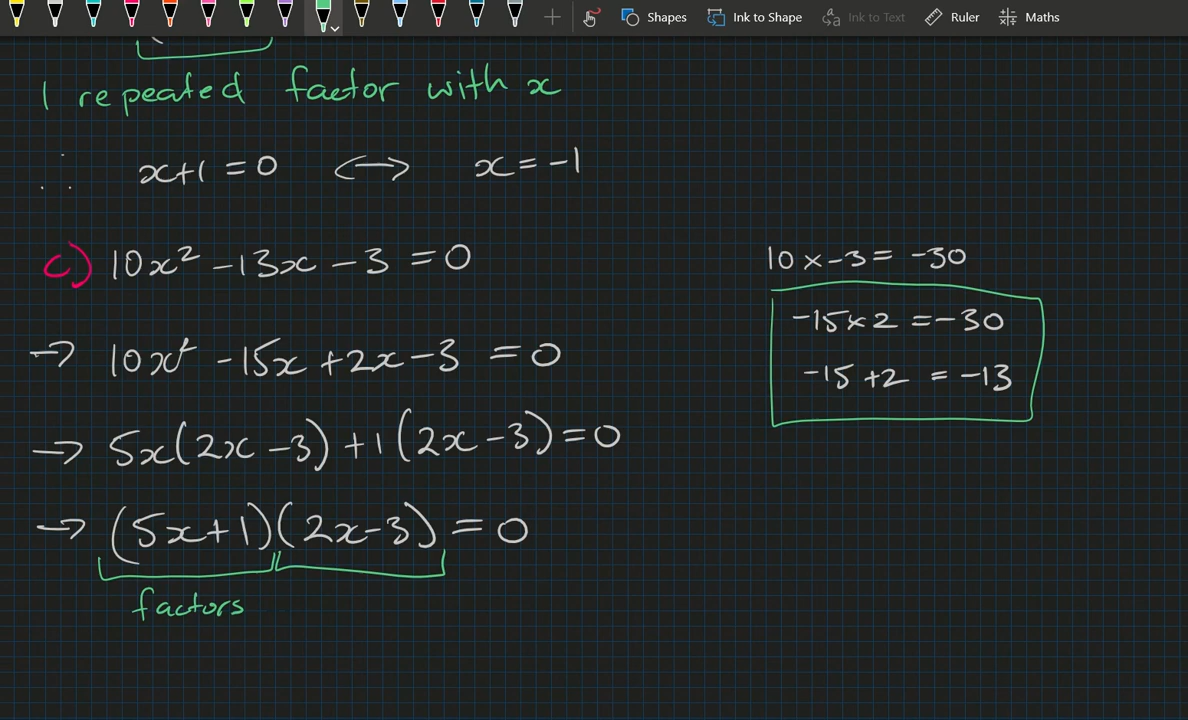 Shapes Ink to Shape Ink to Text Ruler Maths
1 repeated factor with x
∴ x+1 = 0 ⟷ x = -1
c) 10x² - 13x - 3 = 0
10 × -3 = -30
-15 × 2 = -30
→ 10x² - 15x + 2x - 3 = 0
-15 + 2 = -13
→ 5x(2x - 3) + 1(2x - 3) = 0
→ (5x + 1)(2x - 3) = 0
factors